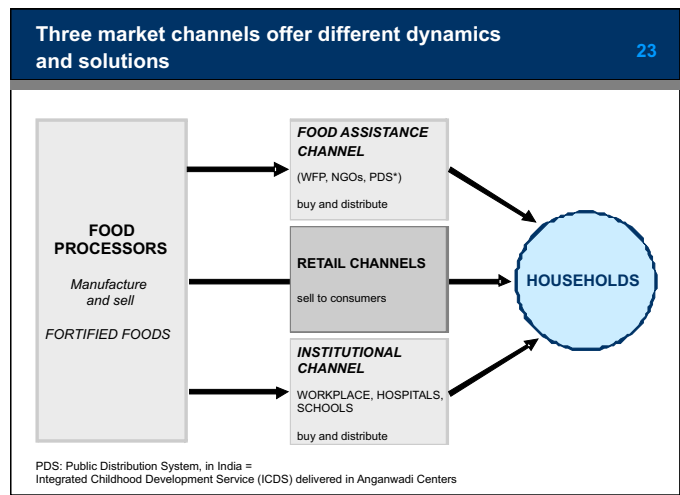 Three market channels offer different dynamics
and solutions
23
FOOD
PROCESSORS
Manufacture
and sell
FORTIFIED FOODS
FOOD ASSISTANCE
CHANNEL
(WFP, NGOs, PDS*)
buy and distribute
RETAIL CHANNELS
sell to consumers
INSTITUTIONAL
CHANNEL
WORKPLACE, HOSPITALS,
SCHOOLS
buy and distribute
HOUSEHOLDS
PDS: Public Distribution System, in India =
Integrated Childhood Development Service (ICDS) delivered in Anganwadi Centers